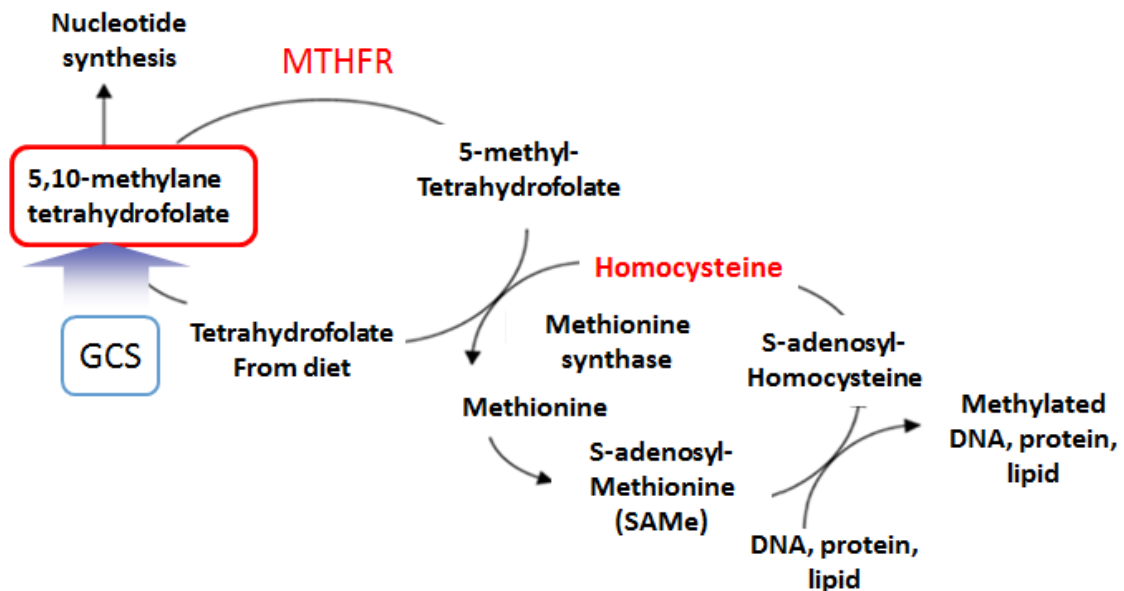 Nucleotide
synthesis
MTHFR
5,10-methylane
tetrahydrofolate
5-methyl-
Tetrahydrofolate
Homocysteine
GCS
Tetrahydrofolate
From diet
Methionine
synthase
S-adenosyl-
Homocysteine
Methionine
S-adenosyl-
Methionine
(SAMe)
Methylated
DNA, protein,
lipid
DNA, protein,
lipid